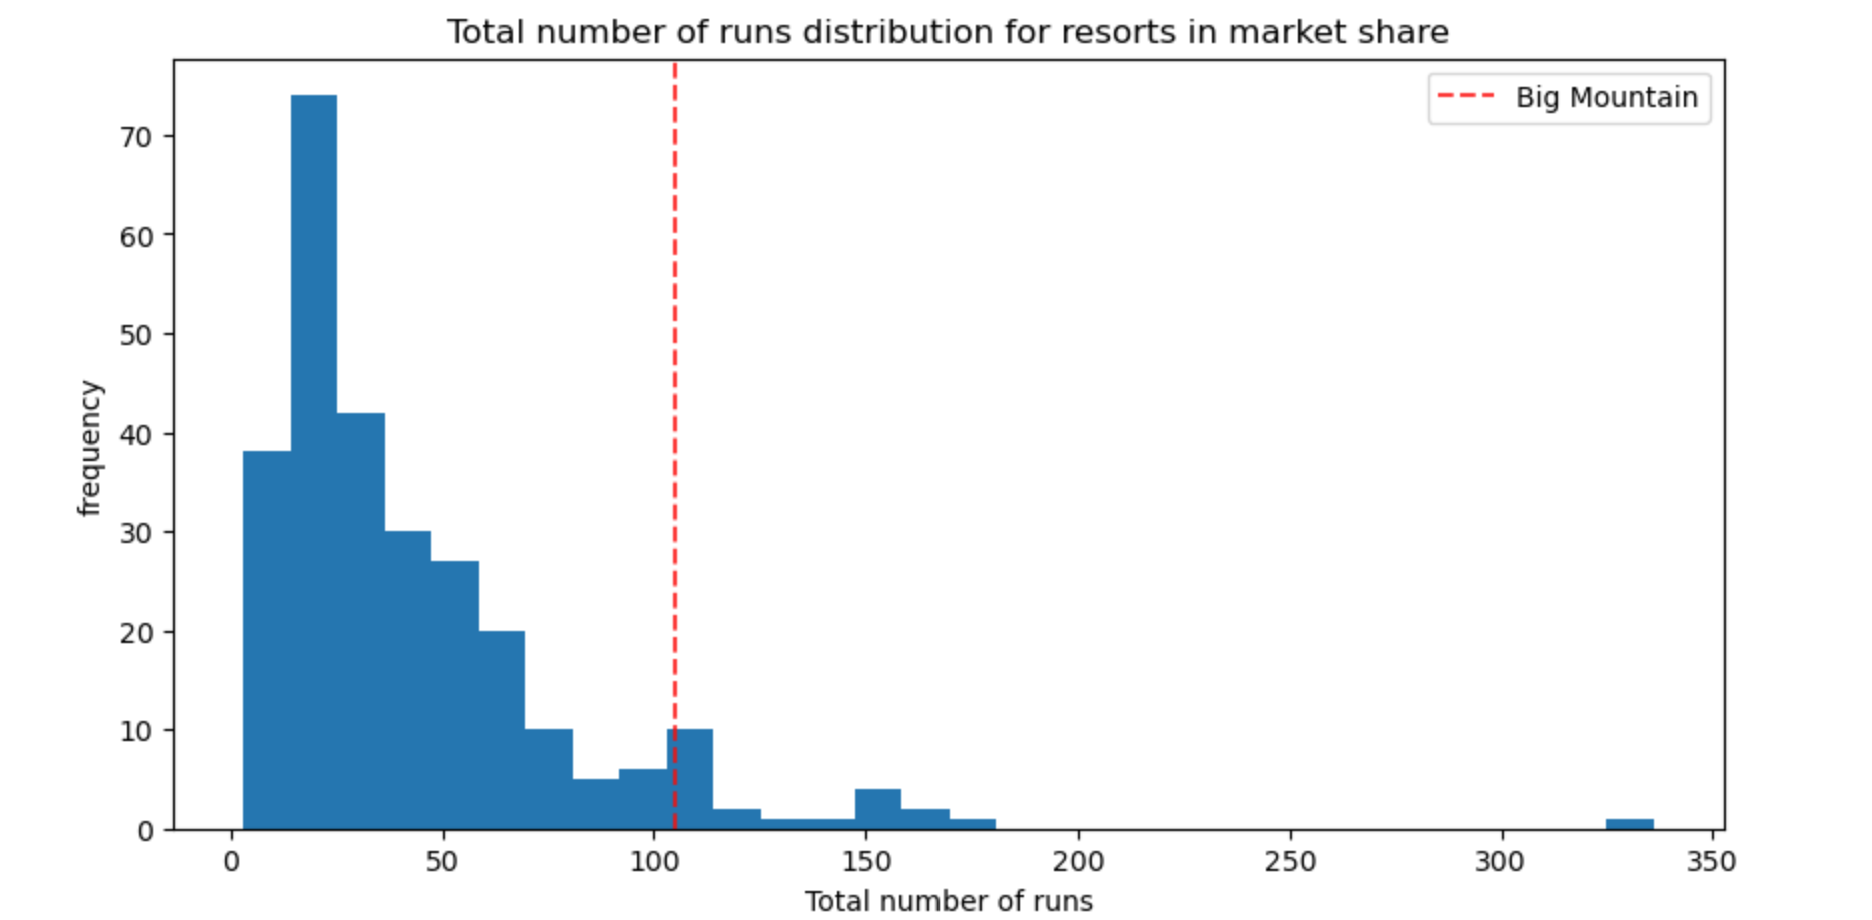 Total number of runs distribution for resorts in market share
Big Mountain
70
60
50
40
30
20
10
0
frequency
0 50 100 150 200 250 300 350
Total number of runs